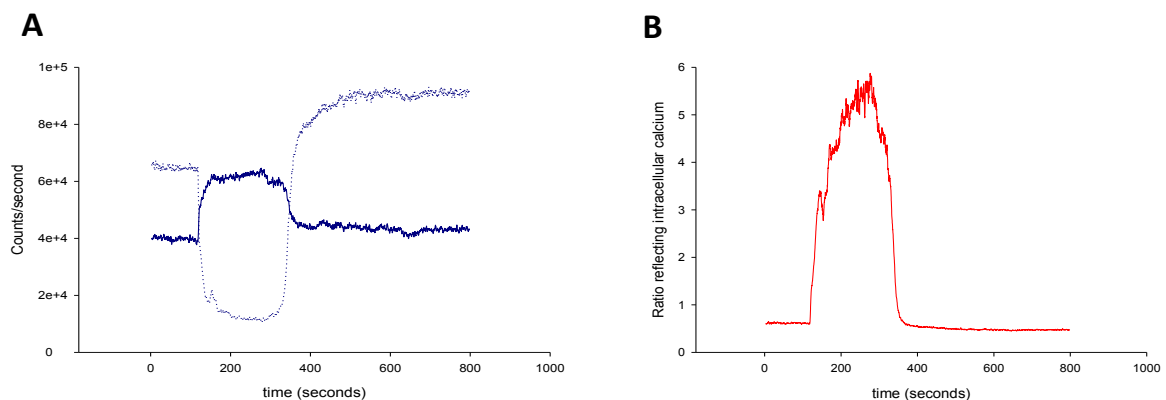 A
1e+5
8e+4
6e+4
4e+4
2e+4
0
Counts/second
0 200 400 600 800 1000
time (seconds)
B
6
5
4
3
2
1
0
Ratio reflecting intracellular calcium
0 200 400 600 800 1000
time (seconds)